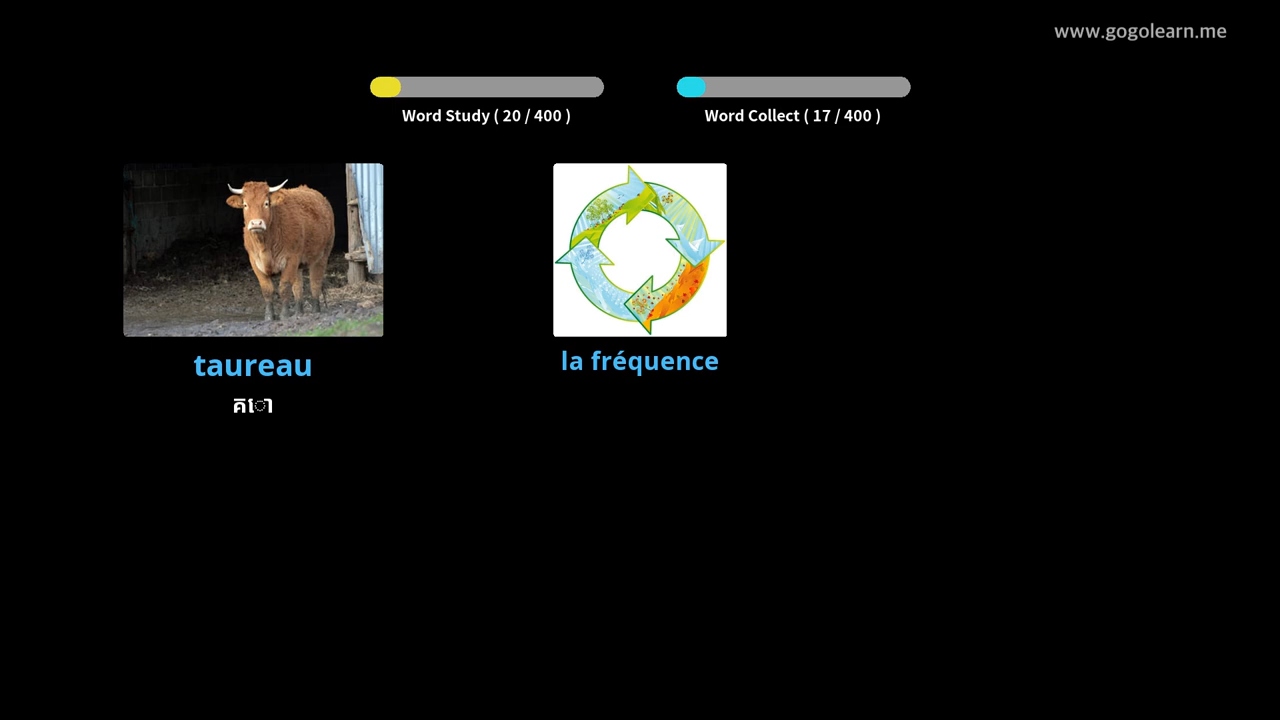 www.gogolearn.me
Word Study ( 20 / 400 )
Word Collect ( 17 / 400 )
taureau
គោ
la fréquence